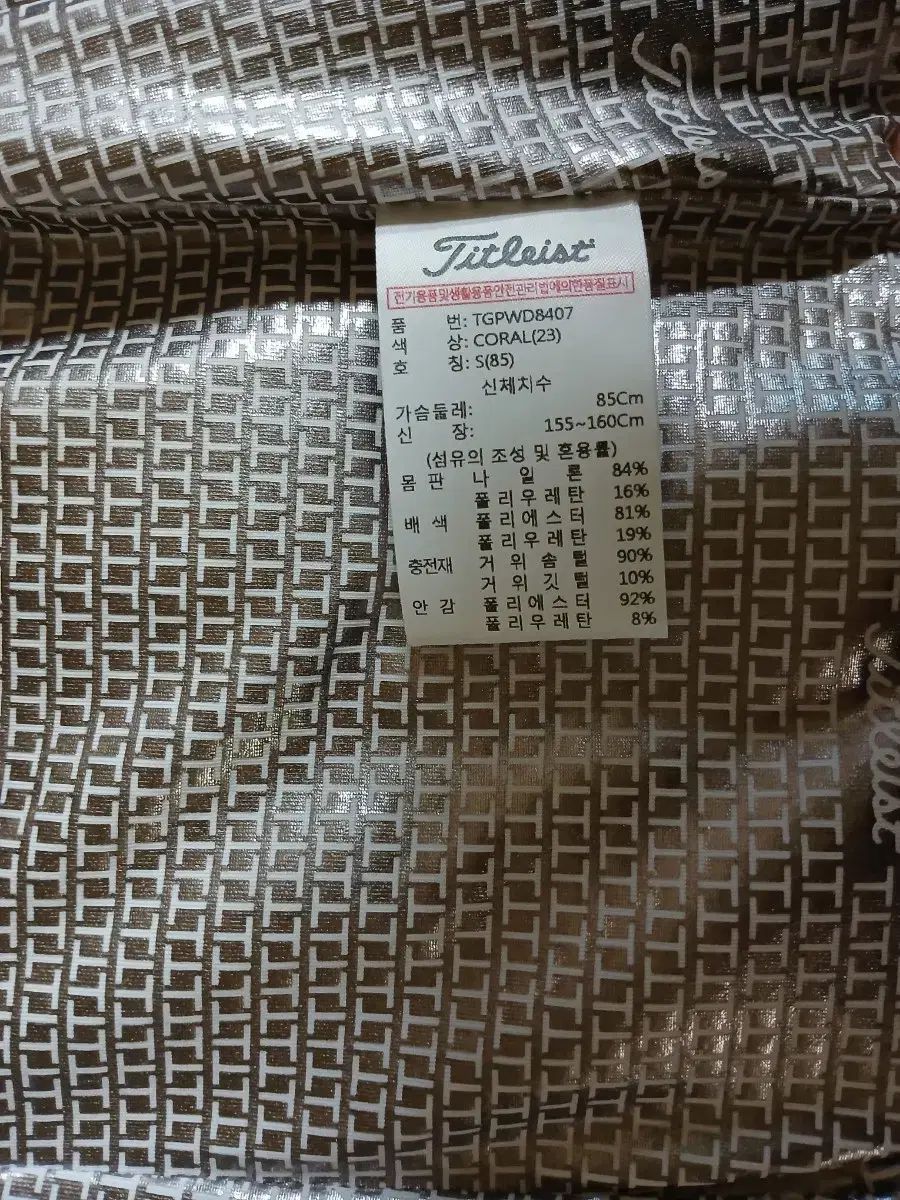 Titleis
Titleist
전기용품및생활용품안전관리법에의한품질표시
품 번: TGPWD8407
색 상: CORAL(23)
호 칭: S(85)
신체치수
가슴둘레: 85Cm
신 장: 155~160Cm
(섬유의 조성 및 혼용률)
몸 판 나 일 론 84%
폴 리 우 레 탄 16%
배 색 폴 리 에 스 터 81%
폴 리 우 레 탄 19%
충전재 거 위 솜 털 90%
거 위 깃 털 10%
안 감 폴 리 에 스 터 92%
폴 리 우 레 탄 8%
Titleist